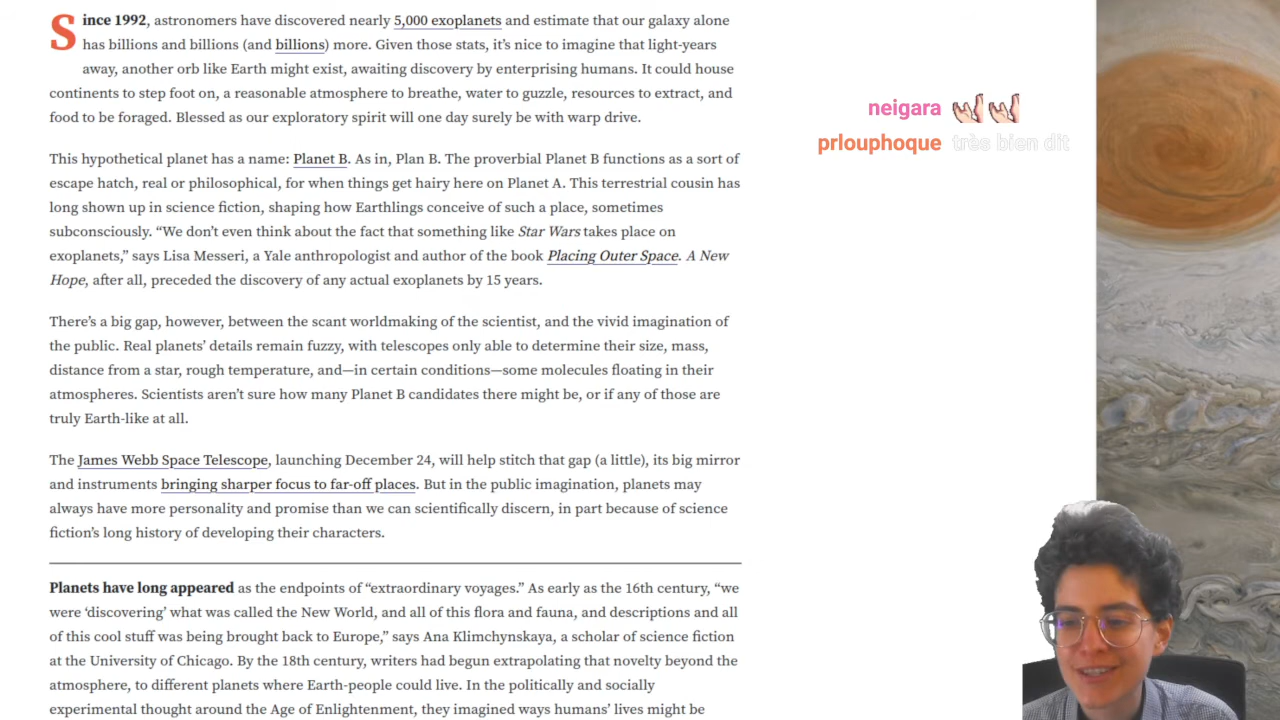 Since 1992, astronomers have discovered nearly 5,000 exoplanets and estimate that our galaxy alone
has billions and billions (and billions) more. Given those stats, it’s nice to imagine that light-years
away, another orb like Earth might exist, awaiting discovery by enterprising humans. It could house
continents to step foot on, a reasonable atmosphere to breathe, water to guzzle, resources to extract, and
food to be foraged. Blessed as our exploratory spirit will one day surely be with warp drive.
This hypothetical planet has a name: Planet B. As in, Plan B. The proverbial Planet B functions as a sort of
escape hatch, real or philosophical, for when things get hairy here on Planet A. This terrestrial cousin has
long shown up in science fiction, shaping how Earthlings conceive of such a place, sometimes
subconsciously. “We don’t even think about the fact that something like Star Wars takes place on
exoplanets,” says Lisa Messeri, a Yale anthropologist and author of the book Placing Outer Space. A New
Hope, after all, preceded the discovery of any actual exoplanets by 15 years.
There’s a big gap, however, between the scant worldmaking of the scientist, and the vivid imagination of
the public. Real planets’ details remain fuzzy, with telescopes only able to determine their size, mass,
distance from a star, rough temperature, and—in certain conditions—some molecules floating in their
atmospheres. Scientists aren’t sure how many Planet B candidates there might be, or if any of those are
truly Earth-like at all.
The James Webb Space Telescope, launching December 24, will help stitch that gap (a little), its big mirror
and instruments bringing sharper focus to far-off places. But in the public imagination, planets may
always have more personality and promise than we can scientifically discern, in part because of science
fiction’s long history of developing their characters.
Planets have long appeared as the endpoints of “extraordinary voyages.” As early as the 16th century, “we
were ‘discovering’ what was called the New World, and all of this flora and fauna, and descriptions and all
of this cool stuff was being brought back to Europe,” says Ana Klimchynskaya, a scholar of science fiction
at the University of Chicago. By the 18th century, writers had begun extrapolating that novelty beyond the
atmosphere, to different planets where Earth-people could live. In the politically and socially
experimental thought around the Age of Enlightenment, they imagined ways humans’ lives might be
neigara
prlouphoque très bien dit